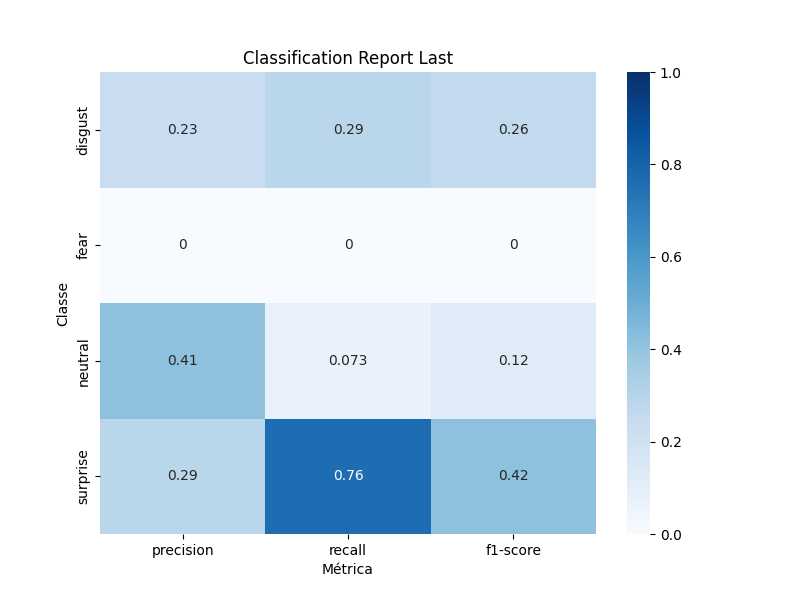 Classification Report Last
disgust 0.23 0.29 0.26
fear 0 0 0
neutral 0.41 0.073 0.12
surprise 0.29 0.76 0.42
precision recall f1-score
Métrica
Classe
1.0
0.8
0.6
0.4
0.2
0.0